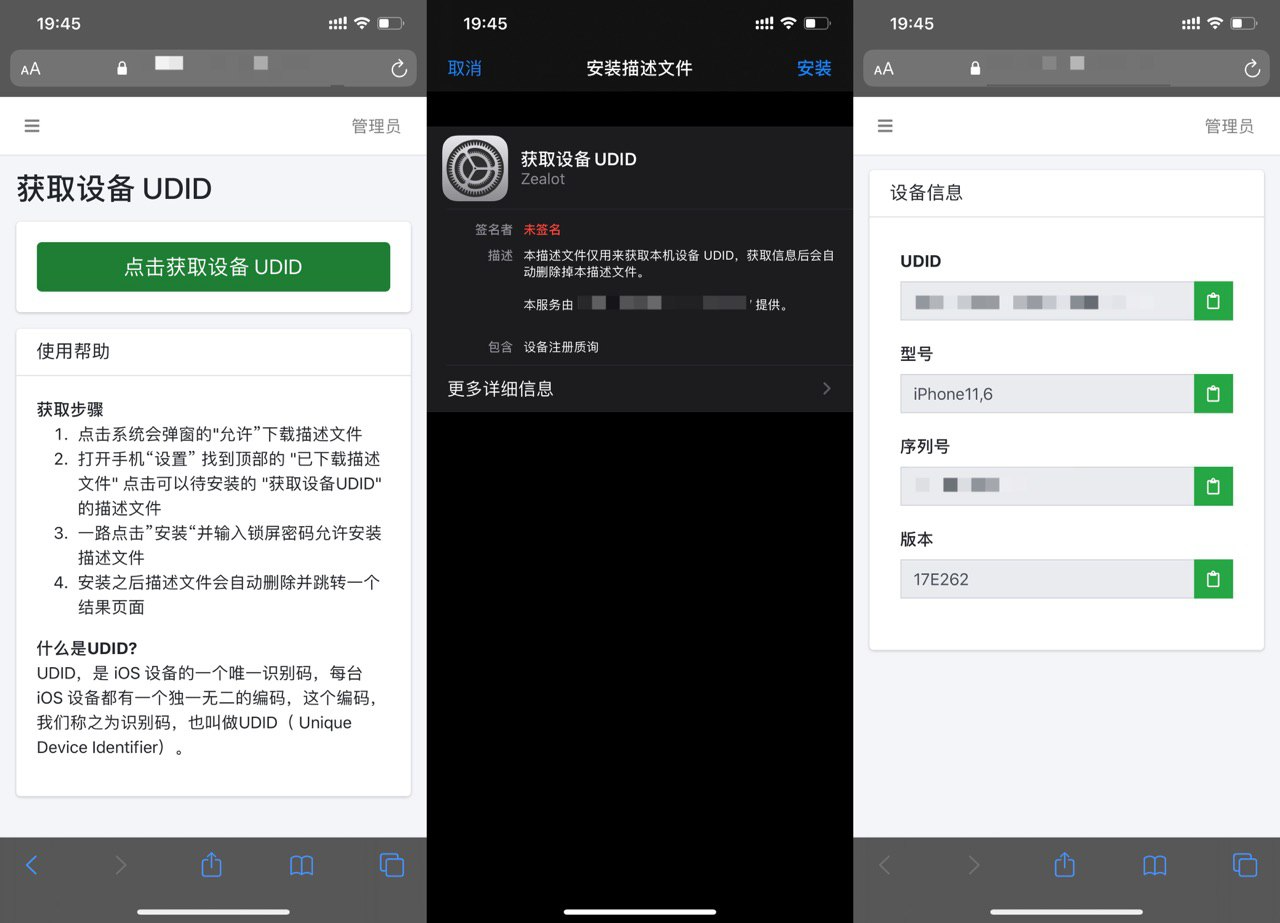 19:45
AA
管理员
获取设备 UDID
点击获取设备 UDID
使用帮助
获取步骤
1. 点击系统会弹窗的"允许”下载描述文件
2. 打开手机“设置” 找到顶部的 "已下载描述
文件" 点击可以待安装的 "获取设备UDID"
的描述文件
3. 一路点击”安装“并输入锁屏密码允许安装
描述文件
4. 安装之后描述文件会自动删除并跳转一个
结果页面
什么是UDID?
UDID，是 iOS 设备的一个唯一识别码，每台
iOS 设备都有一个独一无二的编码，这个编码，
我们称之为识别码，也叫做UDID（ Unique
Device Identifier）。
19:45
取消 安装描述文件 安装
获取设备 UDID
Zealot
签名者 未签名
描述 本描述文件仅用来获取本机设备 UDID，获取信息后会自
动删除掉本描述文件。
本服务由 ' 提供。
包含 设备注册质询
更多详细信息
19:45
AA
管理员
设备信息
UDID
型号
iPhone11,6
序列号
版本
17E262